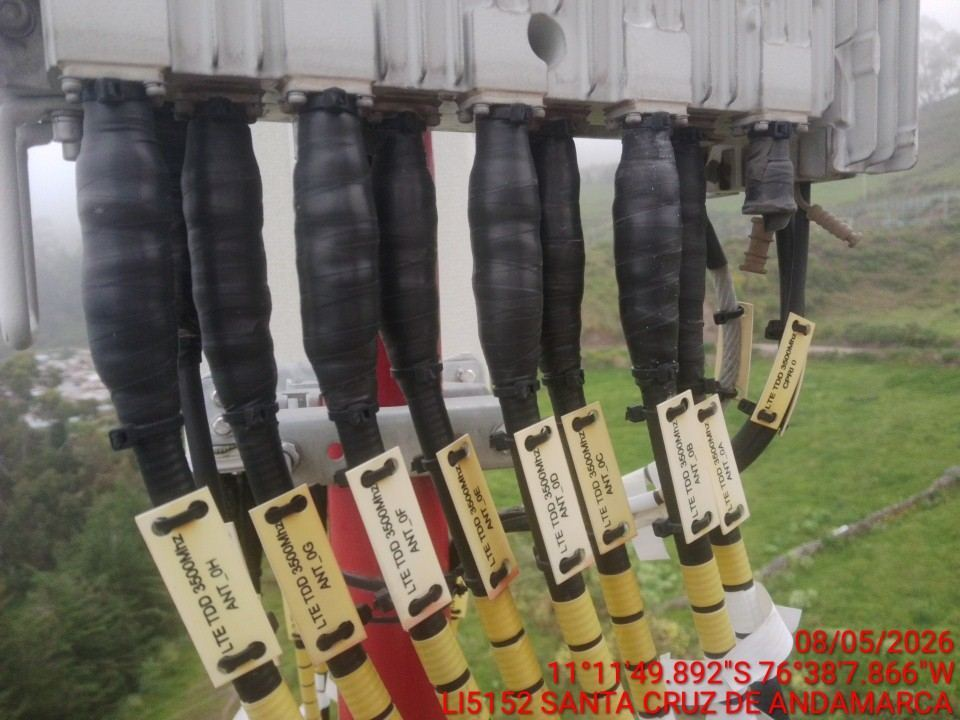 LTE TDD 3500Mhz
ANT_0H
LTE TDD 3500Mhz
ANT_0G
LTE TDD 3500Mhz
ANT_0F
LTE TDD 3500Mhz
ANT_0E
LTE TDD 3500Mhz
ANT_0D
LTE TDD 3500Mhz
ANT_0C
LTE TDD 3500Mhz
ANT_0B
LTE TDD 3500Mhz
ANT_0A
LTE TDD 3500Mhz
CPRI 0
08/05/2026
11°11'49.892"S 76°38'7.866"W
LI5152 SANTA CRUZ DE ANDAMARCA